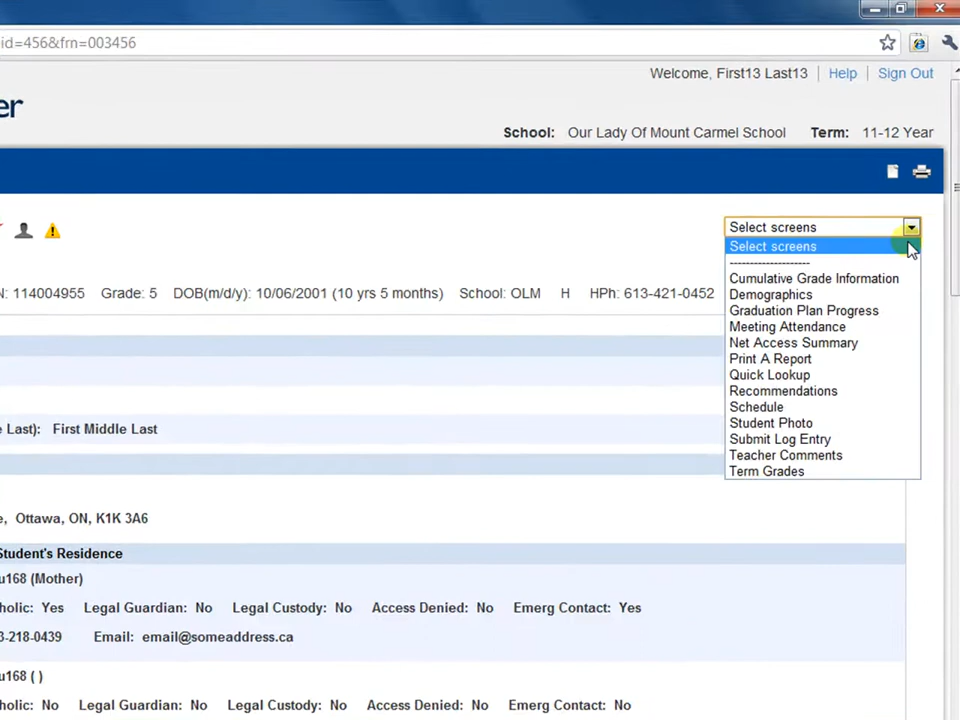 id=456&frn=003456
Welcome, First13 Last13 Help Sign Out
er
School: Our Lady Of Mount Carmel School Term: 11-12 Year
Select screens
Select screens
--------------------
Cumulative Grade Information
Demographics
Graduation Plan Progress
Meeting Attendance
Net Access Summary
Print A Report
Quick Lookup
Recommendations
Schedule
Student Photo
Submit Log Entry
Teacher Comments
Term Grades
N: 114004955 Grade: 5 DOB(m/d/y): 10/06/2001 (10 yrs 5 months) School: OLM H HPh: 613-421-0452
e Last): First Middle Last
e, Ottawa, ON, K1K 3A6
Student's Residence
u168 (Mother)
holic: Yes Legal Guardian: No Legal Custody: No Access Denied: No Emerg Contact: Yes
3-218-0439 Email: email@someaddress.ca
u168 ( )
holic: No Legal Guardian: No Legal Custody: No Access Denied: No Emerg Contact: No